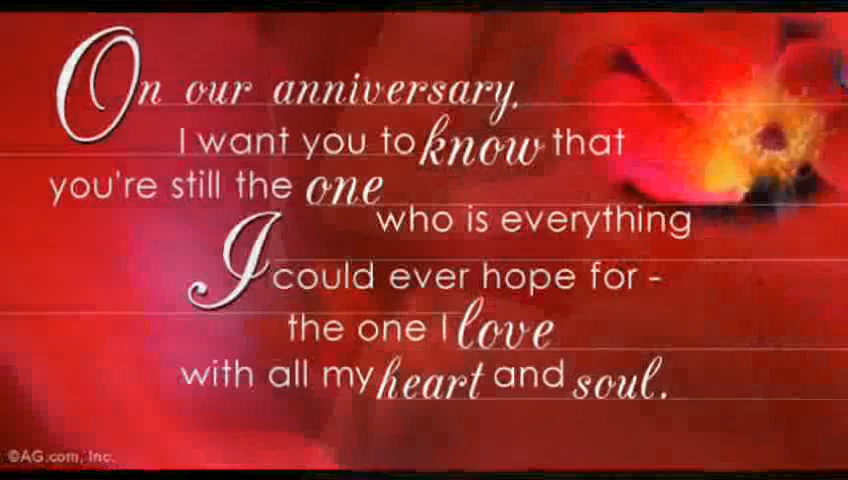 On our anniversary,
I want you to know that
you're still the one
who is everything
I could ever hope for -
the one I love
with all my heart and soul.
©AG.com, Inc.